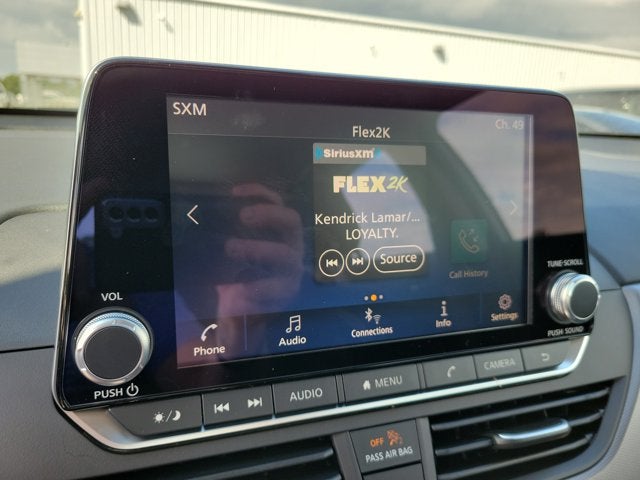 SXM
Flex2K
Ch. 49
SiriusXM
FLEX2K
Kendrick Lamar/...
LOYALTY.
Source
Call History
TUNE•SCROLL
VOL
Phone
Audio
Connections
Info
Settings
PUSH
PUSH SOUND
AUDIO
MENU
CAMERA
OFF
PASS AIR BAG